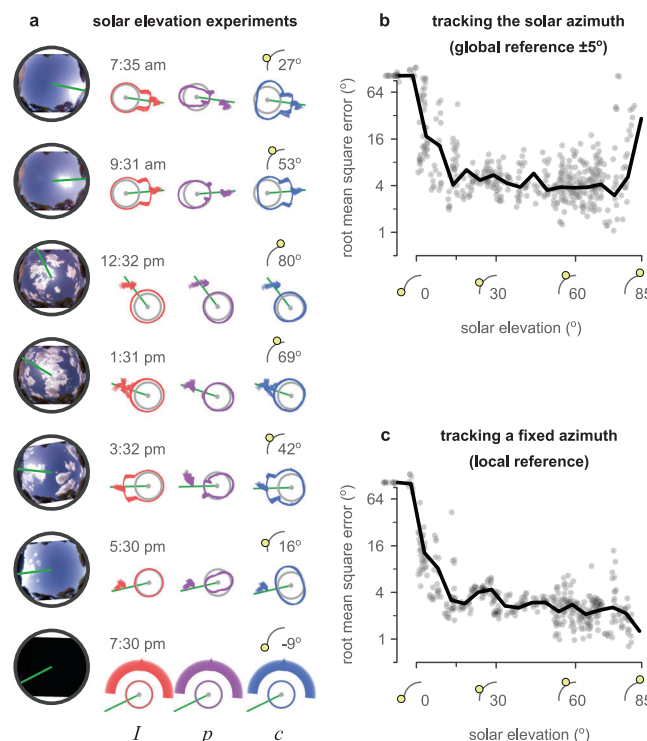 a solar elevation experiments
7:35 am 27°
9:31 am 53°
12:32 pm 80°
1:31 pm 69°
3:32 pm 42°
5:30 pm 16°
7:30 pm -9°
I p c
b tracking the solar azimuth
(global reference ±5°)
root mean square error (°)
64
16
4
1
0 30 60 85
solar elevation (°)
c tracking a fixed azimuth
(local reference)
root mean square error (°)
64
16
4
1
0 30 60 85
solar elevation (°)